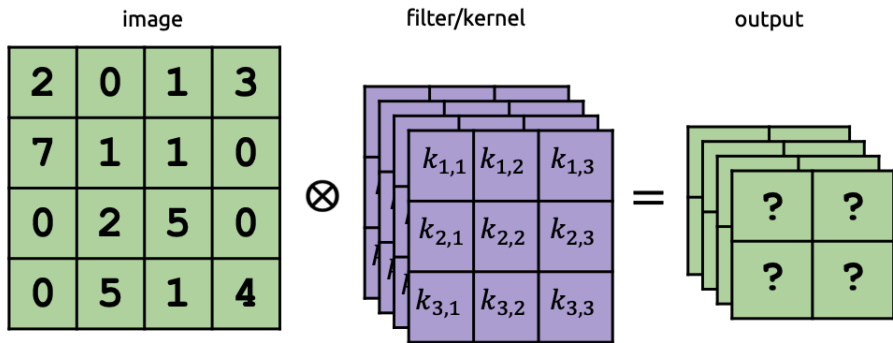 image filter/kernel output
2 0 1 3
7 1 1 0
0 2 5 0
0 5 1 4
⊗
k1,1 k1,2 k1,3
k2,1 k2,2 k2,3
k3,1 k3,2 k3,3
=
? ?
? ?